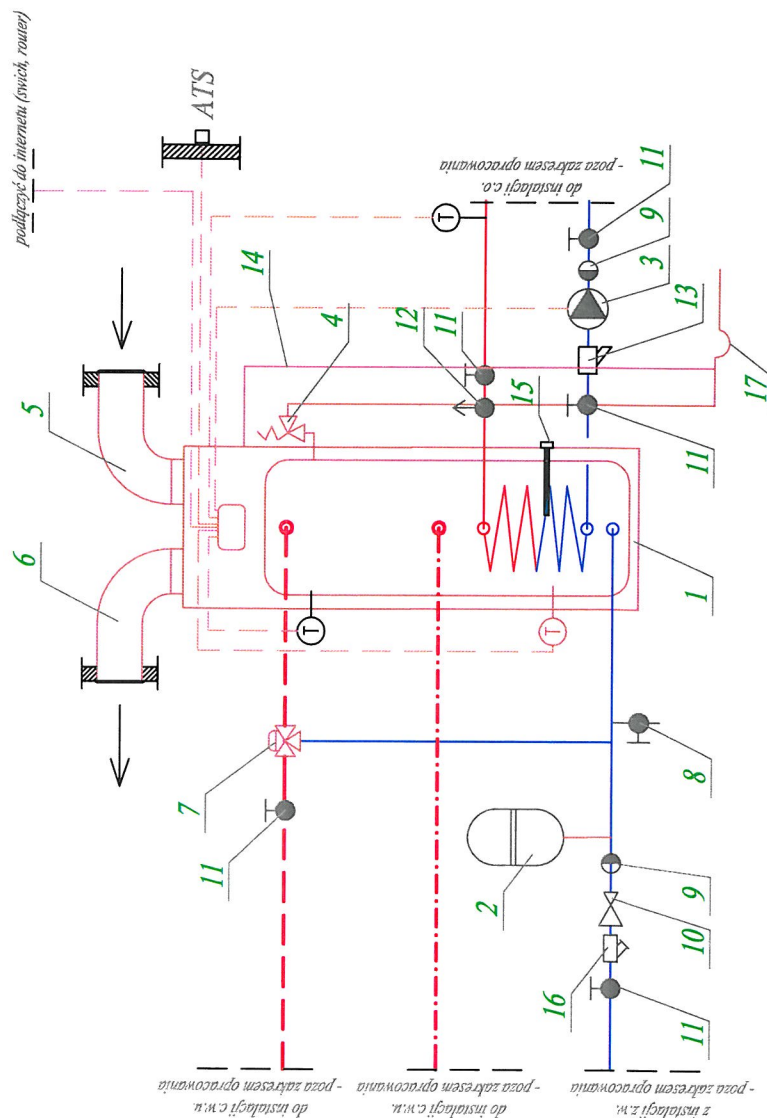 podłączyć do internetu (swich, router)
ATS
do instalacji c.o.
- poza zakresem opracowania
5
6
14
4
12
11
15
T
11
9
3
13
11
17
1
T
T
7
11
2
8
9
10
16
11
do instalacji c.w.u.
- poza zakresem opracowania
do instalacji c.w.u.
- poza zakresem opracowania
z instalacji z.w.
- poza zakresem opracowania